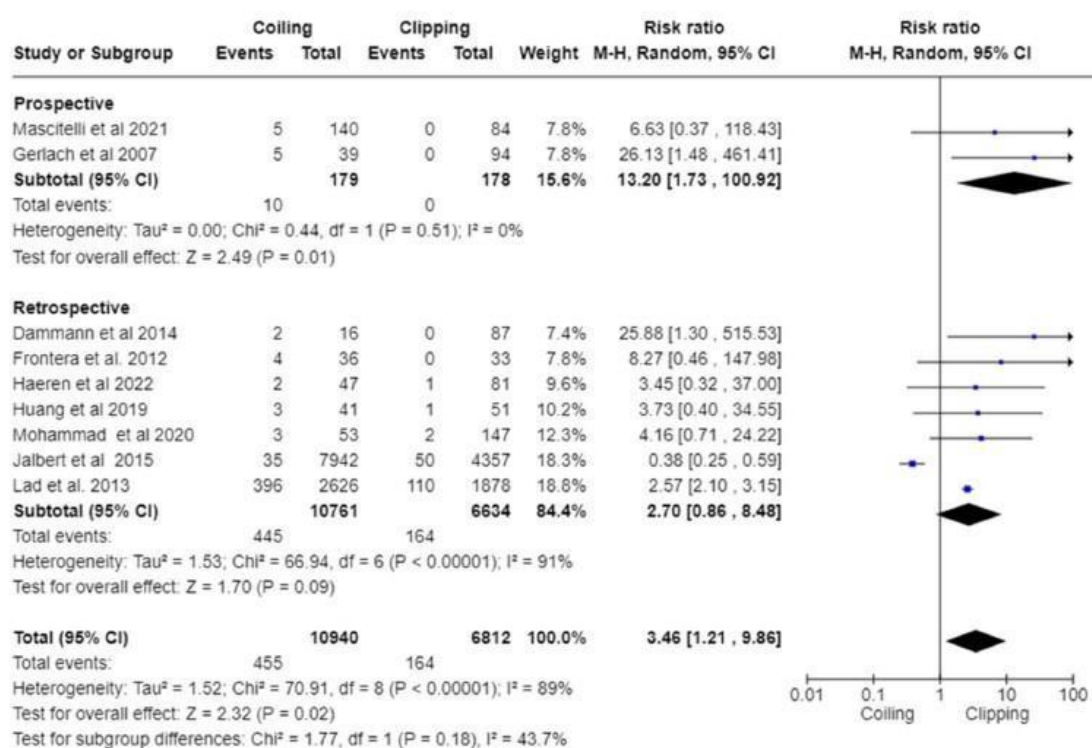 Coiling Clipping Risk ratio Risk ratio
Study or Subgroup Events Total Events Total Weight M-H, Random, 95% CI M-H, Random, 95% CI
Prospective
Mascitelli et al 2021 5 140 0 84 7.8% 6.63 [0.37 , 118.43]
Gerlach et al 2007 5 39 0 94 7.8% 26.13 [1.48 , 461.41]
Subtotal (95% CI) 179 178 15.6% 13.20 [1.73 , 100.92]
Total events: 10 0
Heterogeneity: Tau² = 0.00; Chi² = 0.44, df = 1 (P = 0.51); I² = 0%
Test for overall effect: Z = 2.49 (P = 0.01)
Retrospective
Dammann et al 2014 2 16 0 87 7.4% 25.88 [1.30 , 515.53]
Frontera et al. 2012 4 36 0 33 7.8% 8.27 [0.46 , 147.98]
Haeren et al 2022 2 47 1 81 9.6% 3.45 [0.32 , 37.00]
Huang et al 2019 3 41 1 51 10.2% 3.73 [0.40 , 34.55]
Mohammad et al 2020 3 53 2 147 12.3% 4.16 [0.71 , 24.22]
Jalbert et al 2015 35 7942 50 4357 18.3% 0.38 [0.25 , 0.59]
Lad et al. 2013 396 2626 110 1878 18.8% 2.57 [2.10 , 3.15]
Subtotal (95% CI) 10761 6634 84.4% 2.70 [0.86 , 8.48]
Total events: 445 164
Heterogeneity: Tau² = 1.53; Chi² = 66.94, df = 6 (P < 0.00001); I² = 91%
Test for overall effect: Z = 1.70 (P = 0.09)
Total (95% CI) 10940 6812 100.0% 3.46 [1.21 , 9.86]
Total events: 455 164
Heterogeneity: Tau² = 1.52; Chi² = 70.91, df = 8 (P < 0.00001); I² = 89%
Test for overall effect: Z = 2.32 (P = 0.02)
Test for subgroup differences: Chi² = 1.77, df = 1 (P = 0.18), I² = 43.7%
0.01 0.1 1 10 100
Coiling Clipping